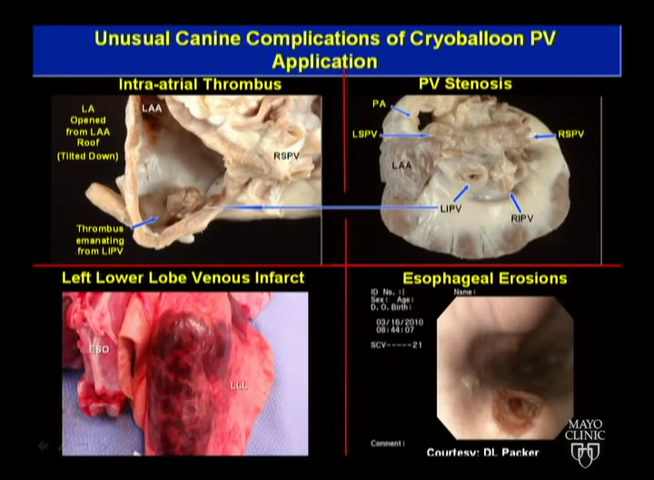 Unusual Canine Complications of Cryoballoon PV
Application
Intra-atrial Thrombus
LA
Opened
from LAA
Roof
(Tilted Down)
LAA
RSPV
Thrombus
emanating
from LIPV
PV Stenosis
PA
LSPV
RSPV
LAA
LIPV
RIPV
Left Lower Lobe Venous Infarct
ESO
LLL
Esophageal Erosions
ID No. :
Name:
Sex: Age:
D.O.Birth:
03/16/2010
08:44:07
SCV-----21
Comment:
Courtesy: DL Packer
MAYO
CLINIC